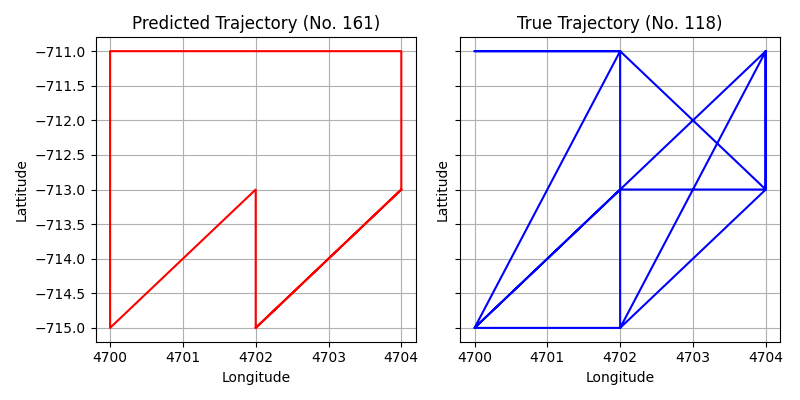 Predicted Trajectory (No. 161)
True Trajectory (No. 118)
−711.0
−711.5
−712.0
−712.5
−713.0
−713.5
−714.0
−714.5
−715.0
Lattitude
Lattitude
4700 4701 4702 4703 4704
4700 4701 4702 4703 4704
Longitude
Longitude